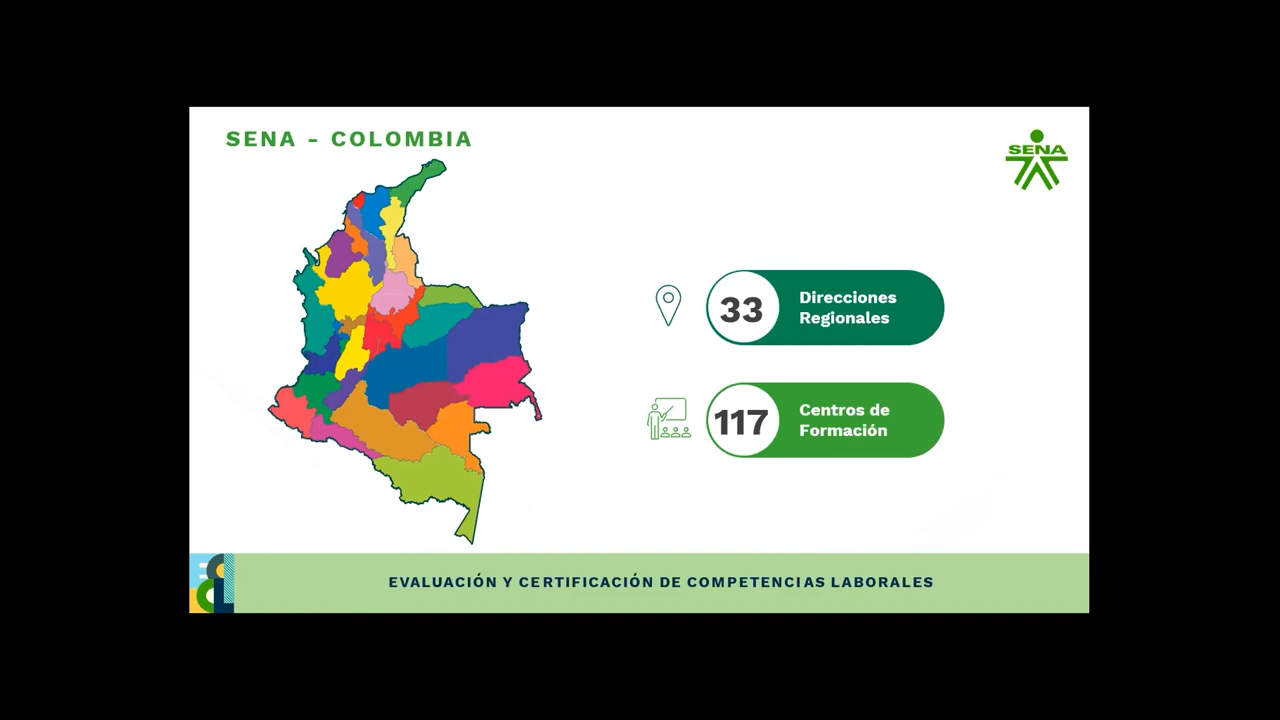 SENA - COLOMBIA
SENA
33
Direcciones
Regionales
117
Centros de
Formación
EVALUACIÓN Y CERTIFICACIÓN DE COMPETENCIAS LABORALES